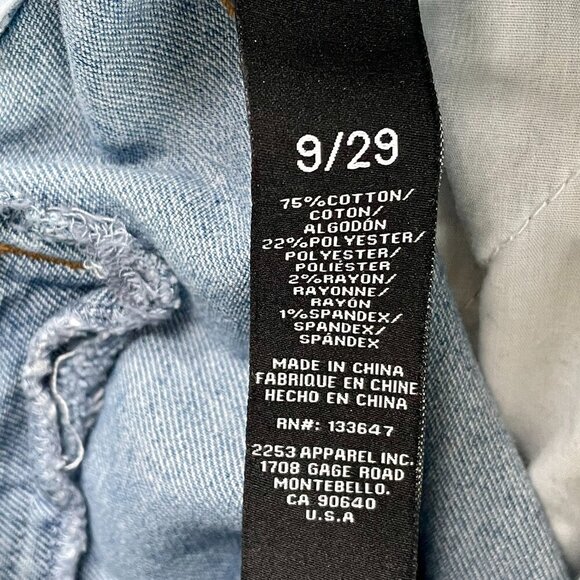 9/29
75%COTTON/
COTON/
ALGODÓN
22%POLYESTER/
POLYESTER/
POLIÉSTER
2%RAYON/
RAYONNE/
RAYÓN
1%SPANDEX/
SPANDEX/
SPÁNDEX
MADE IN CHINA
FABRIQUE EN CHINE
HECHO EN CHINA
RN#: 133647
2253 APPAREL INC.
1708 GAGE ROAD
MONTEBELLO.
CA 90640
U.S.A